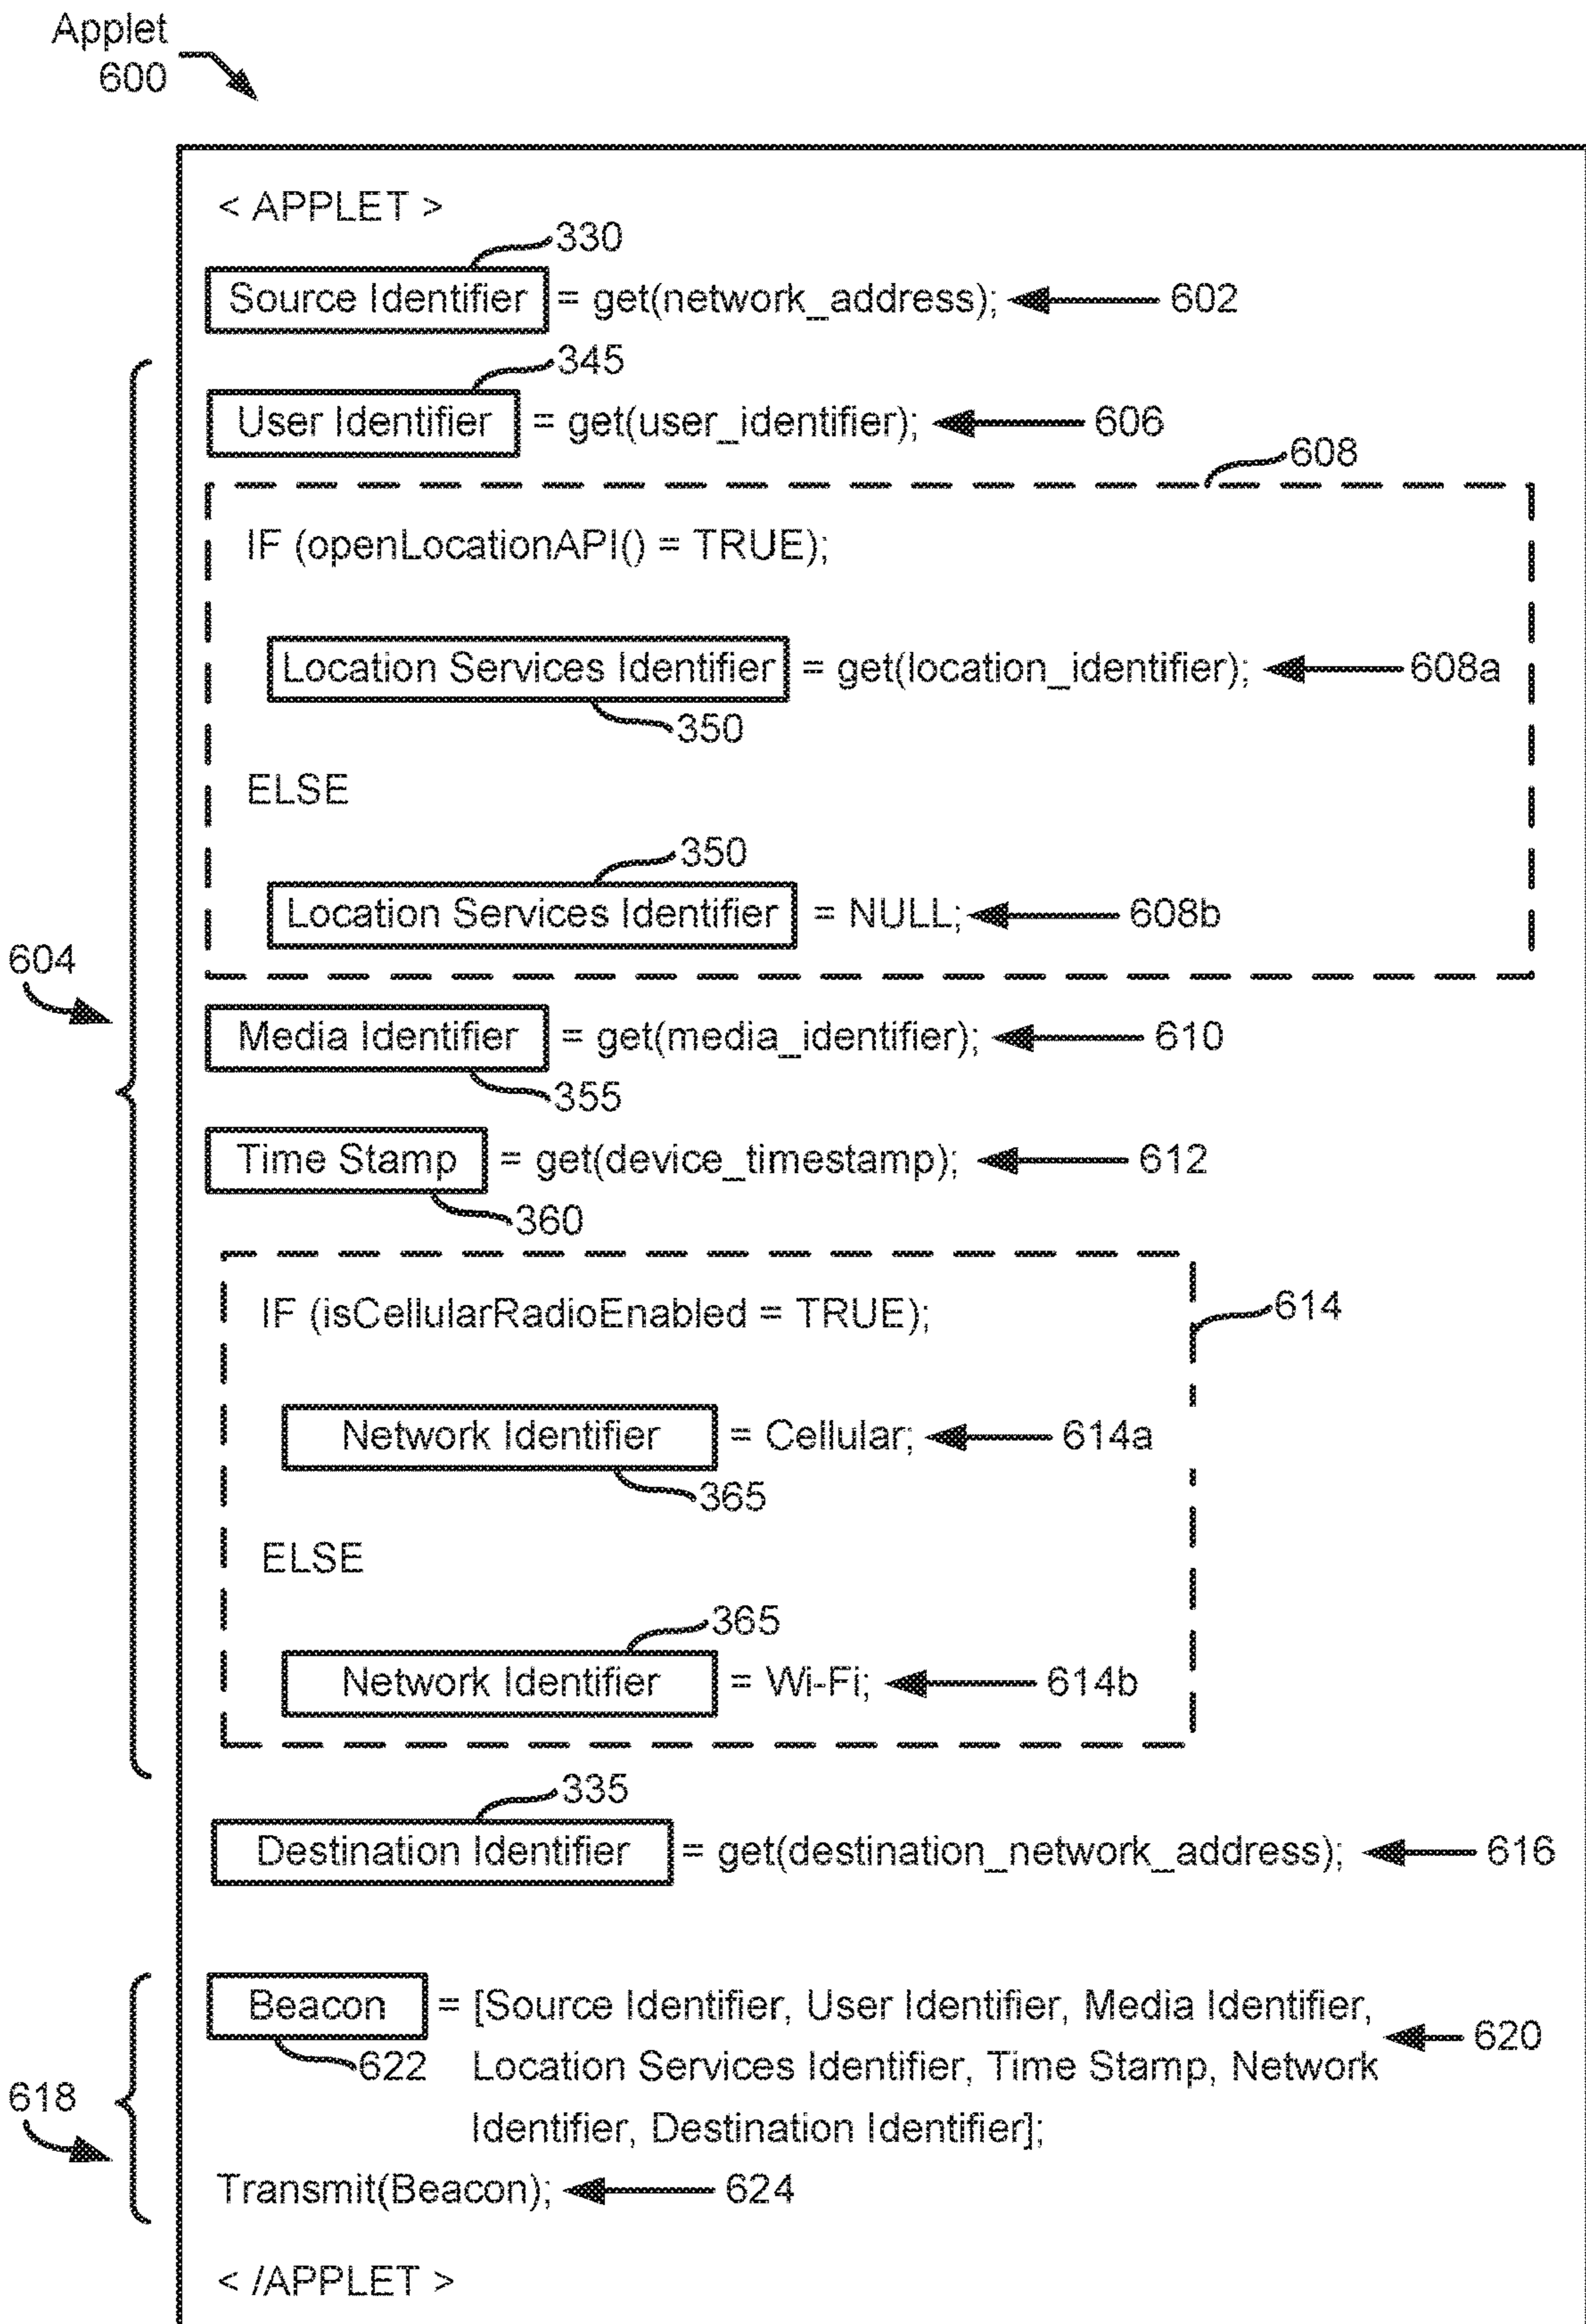 Applet
600
< APPLET >
330
Source Identifier = get(network_address); 602
345
User Identifier = get(user_identifier); 606
608
IF (openLocationAPI() = TRUE);
Location Services Identifier = get(location_identifier); 608a
350
ELSE
350
Location Services Identifier = NULL; 608b
604
Media Identifier = get(media_identifier); 610
355
Time Stamp = get(device_timestamp); 612
360
IF (isCellularRadioEnabled = TRUE);
614
Network Identifier = Cellular; 614a
365
ELSE
365
Network Identifier = Wi-Fi; 614b
335
Destination Identifier = get(destination_network_address); 616
Beacon = [Source Identifier, User Identifier, Media Identifier,
620
622 Location Services Identifier, Time Stamp, Network
618
Identifier, Destination Identifier];
Transmit(Beacon); 624
< /APPLET >